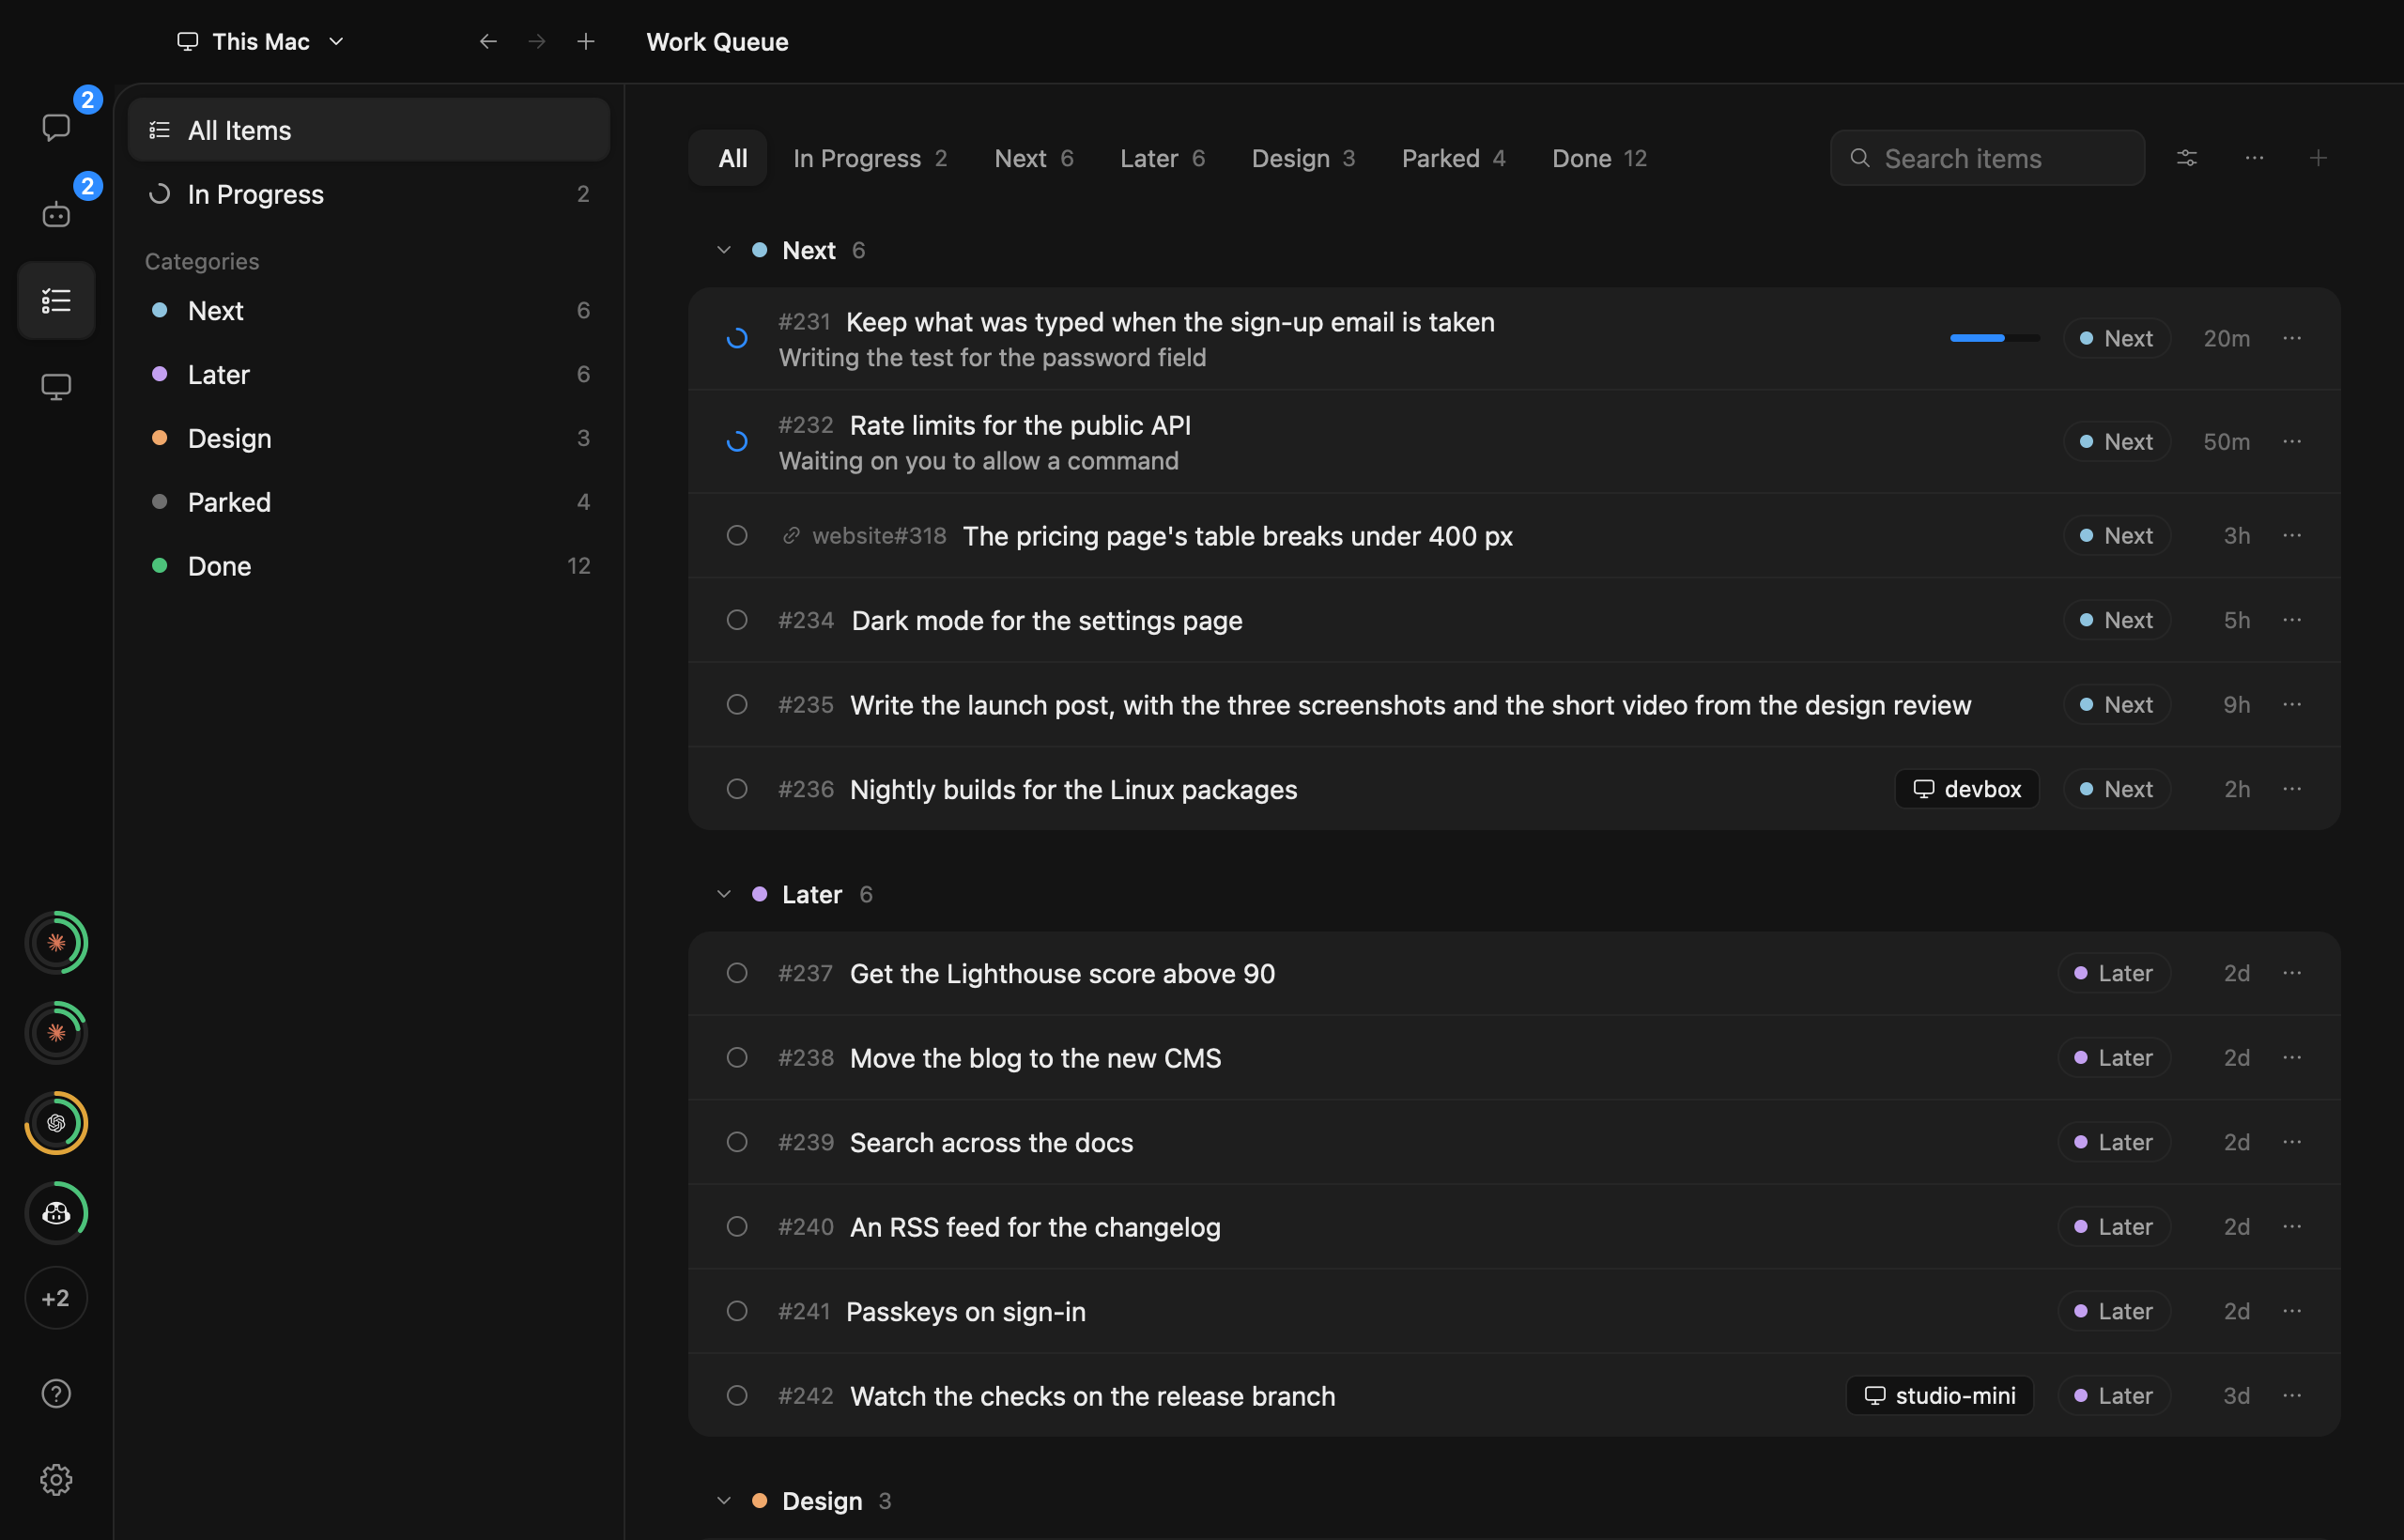 This Mac
Work Queue
2
2
All Items
In Progress 2
Categories
Next 6
Later 6
Design 3
Parked 4
Done 12
+2
All In Progress 2 Next 6 Later 6 Design 3 Parked 4 Done 12 Search items
Next 6
#231 Keep what was typed when the sign-up email is taken Next 20m
Writing the test for the password field
#232 Rate limits for the public API Next 50m
Waiting on you to allow a command
website#318 The pricing page's table breaks under 400 px Next 3h
#234 Dark mode for the settings page Next 5h
#235 Write the launch post, with the three screenshots and the short video from the design review Next 9h
#236 Nightly builds for the Linux packages devbox Next 2h
Later 6
#237 Get the Lighthouse score above 90 Later 2d
#238 Move the blog to the new CMS Later 2d
#239 Search across the docs Later 2d
#240 An RSS feed for the changelog Later 2d
#241 Passkeys on sign-in Later 2d
#242 Watch the checks on the release branch studio-mini Later 3d
Design 3